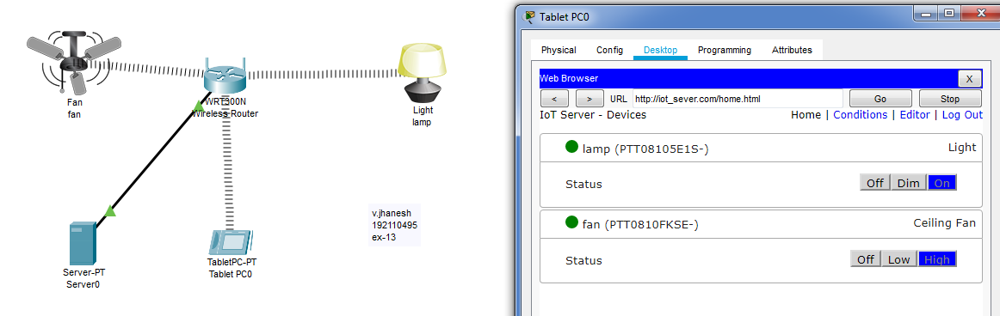 Fan
fan
WRT300N
Wireless Router
Light
lamp
v.jhanesh
192110495
ex-13
Server-PT
Server0
TabletPC-PT
Tablet PC0
Tablet PC0
Physical Config Desktop Programming Attributes
Web Browser X
< > URL http://iot_sever.com/home.html Go Stop
IoT Server - Devices Home | Conditions | Editor | Log Out
lamp (PTT08105E1S-) Light
Status Off Dim On
fan (PTT0810FKSE-) Ceiling Fan
Status Off Low High